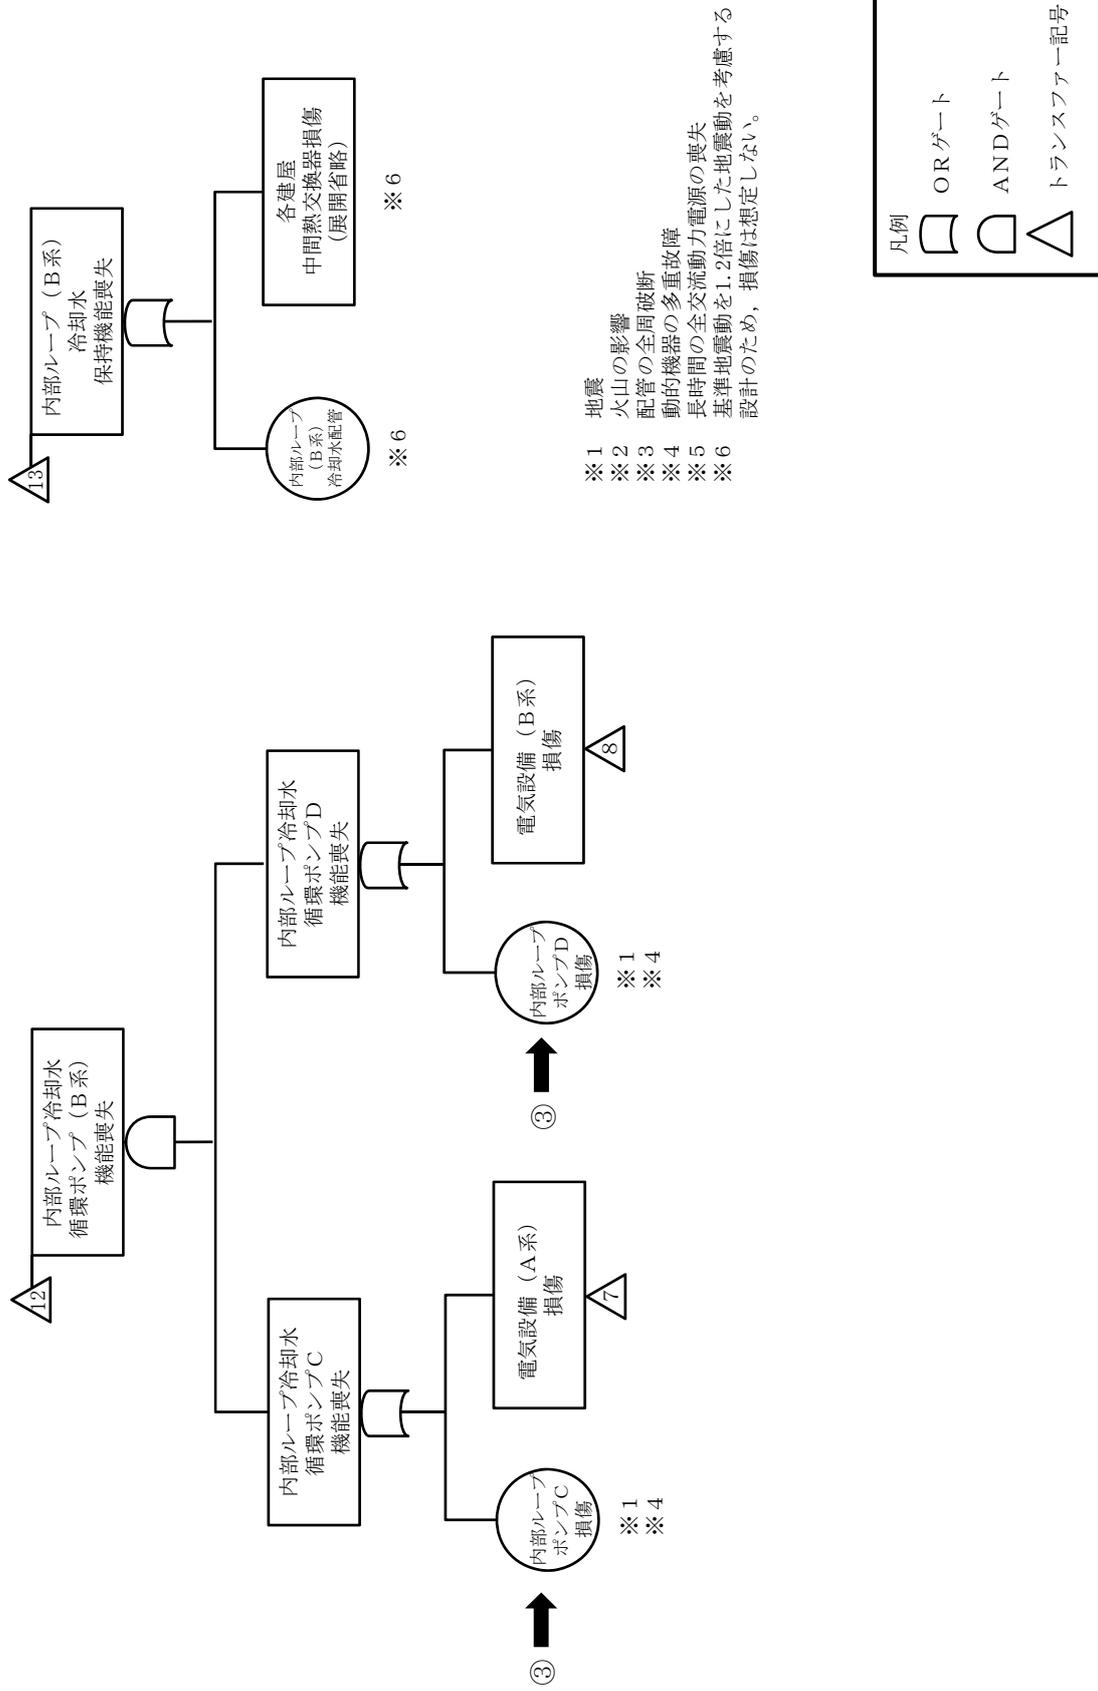 12
内部ループ冷却水
循環ポンプ（B系）
機能喪失
内部ループ冷却水
循環ポンプC
機能喪失
内部ループ冷却水
循環ポンプD
機能喪失
③
内部ループ
ポンプC
損傷
※1
※4
電気設備（A系）
損傷
7
③
内部ループ
ポンプD
損傷
※1
※4
電気設備（B系）
損傷
8
13
内部ループ（B系）
冷却水
保持機能喪失
内部ループ
（B系）
冷却水配管
※6
各建屋
中間熱交換器損傷
（展開省略）
※6
※1 地震
※2 火山の影響
※3 配管の全周破断
※4 動的機器の多重故障
※5 長時間の全交流動力電源の喪失
※6 基準地震動を1.2倍にした地震動を考慮する
設計のため，損傷は想定しない。
凡例
ORゲート
ANDゲート
トランスファー記号